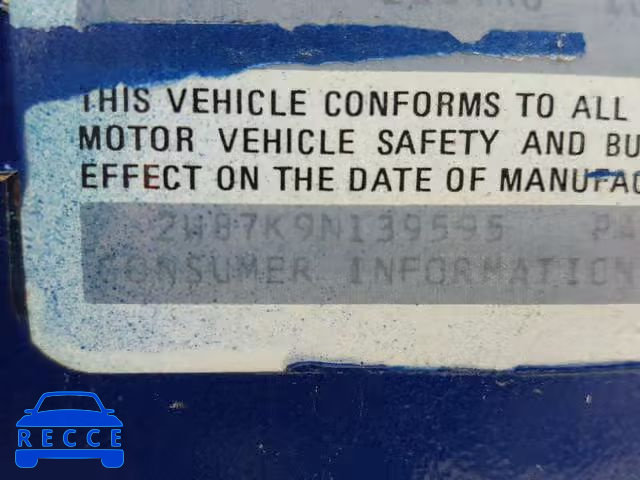 THIS VEHICLE CONFORMS TO ALL
MOTOR VEHICLE SAFETY AND BU
EFFECT ON THE DATE OF MANUFAC
2W87K9N139595 PA
CONSUMER INFORMATION
RECCE